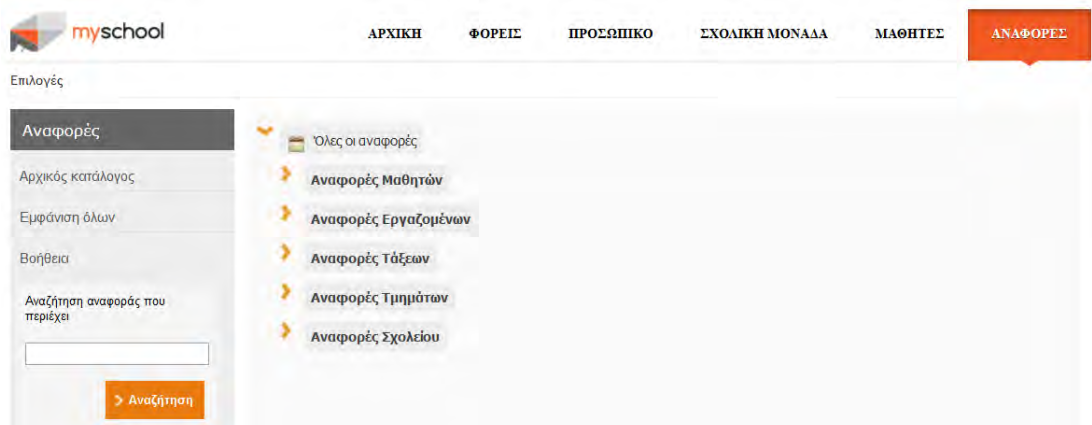 myschool
ΑΡΧΙΚΗ ΦΟΡΕΙΣ ΠΡΟΣΩΠΙΚΟ ΣΧΟΛΙΚΗ ΜΟΝΑΔΑ ΜΑΘΗΤΕΣ ΑΝΑΦΟΡΕΣ
Επιλογές
Αναφορές
Αρχικός κατάλογος
Εμφάνιση όλων
Βοήθεια
Αναζήτηση αναφοράς που
περιέχει
Αναζήτηση
Όλες οι αναφορές
Αναφορές Μαθητών
Αναφορές Εργαζομένων
Αναφορές Τάξεων
Αναφορές Τμημάτων
Αναφορές Σχολείου